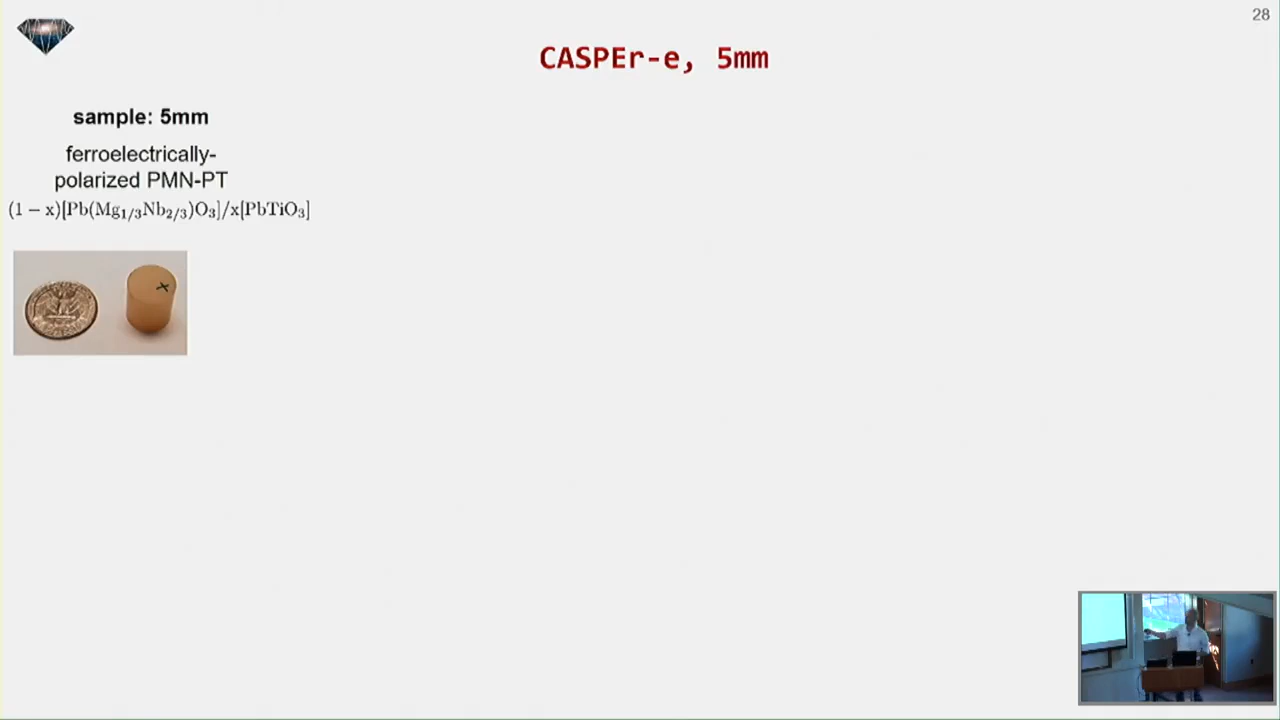 28
CASPEr-e, 5mm
sample: 5mm
ferroelectrically-
polarized PMN-PT
(1 − x)[Pb(Mg1/3Nb2/3)O3]/x[PbTiO3]